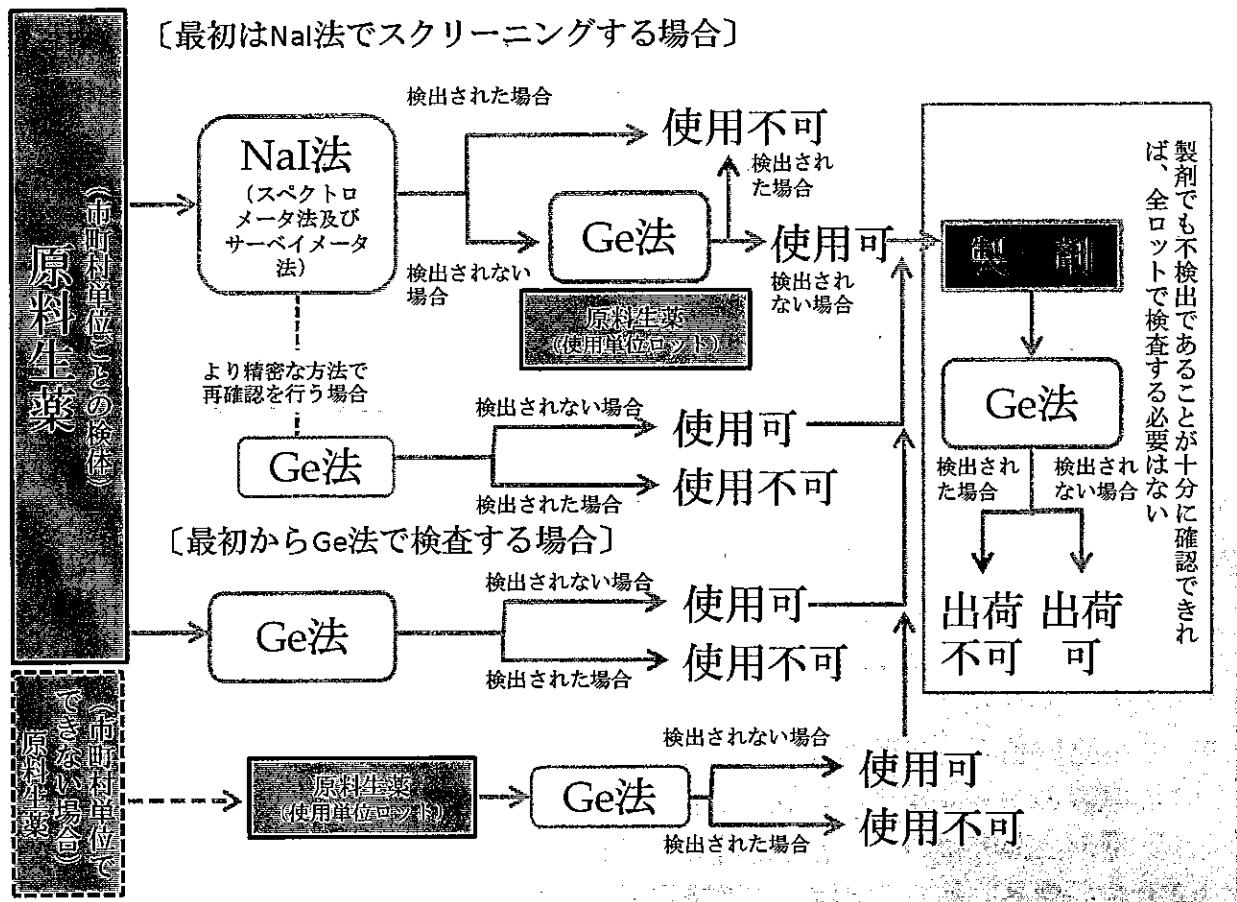 〔最初はNaI法でスクリーニングする場合〕
原料生薬
（市町村単位ごとの検体）
NaI法
（スペクトロ
メータ法及び
サーベイメータ
法）
検出された場合
使用不可
検出されない
場合
Ge法
原料生薬
（使用単位ロット）
検出され
た場合
使用可
検出され
ない場合
より精密な方法で
再確認を行う場合
Ge法
検出されない場合
使用可
検出された場合
使用不可
〔最初からGe法で検査する場合〕
Ge法
検出されない場合
使用可
検出された場合
使用不可
原料生薬
（市町村単位で
できない場合）
原料生薬
（使用単位ロット）
Ge法
検出されない場合
使用可
検出された場合
使用不可
製剤でも不検出であることが十分に確認できれ
ば、全ロットで検査する必要はない
製 剤
Ge法
検出され
た場合
検出され
ない場合
出荷
不可
出荷
可